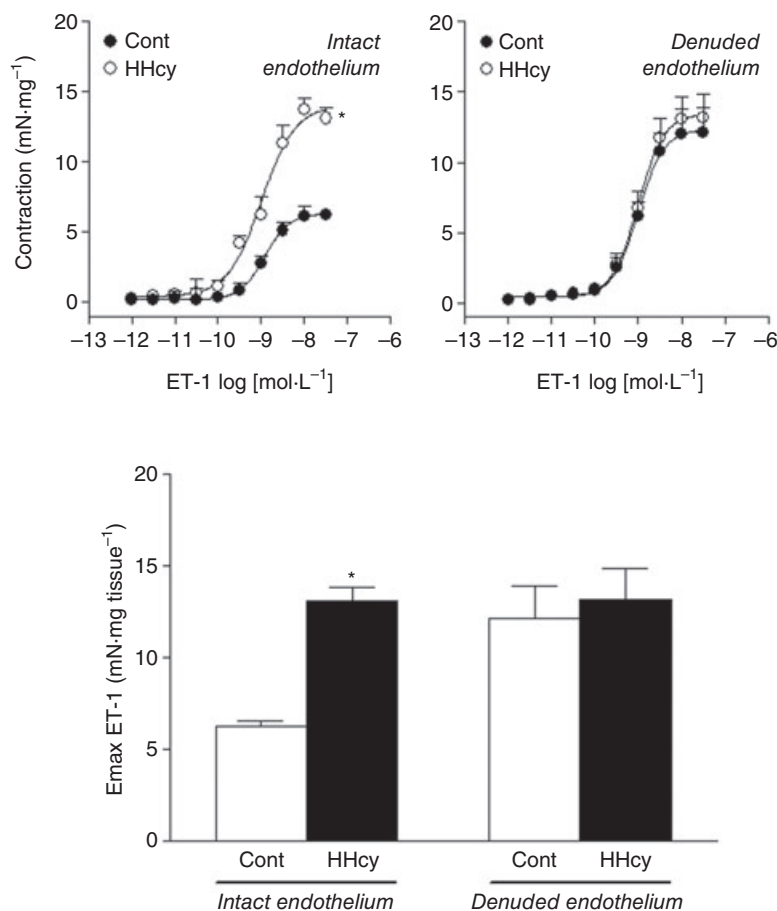 Contraction (mN·mg⁻¹)
20
15
10
5
0
Cont
HHcy
Intact
endothelium
*
–13 –12 –11 –10 –9 –8 –7 –6
ET-1 log [mol·L⁻¹]
20
15
10
5
0
Cont
HHcy
Denuded
endothelium
–13 –12 –11 –10 –9 –8 –7 –6
ET-1 log [mol·L⁻¹]
Emax ET-1 (mN·mg tissue⁻¹)
20
15
10
5
0
*
Cont HHcy Cont HHcy
Intact endothelium Denuded endothelium